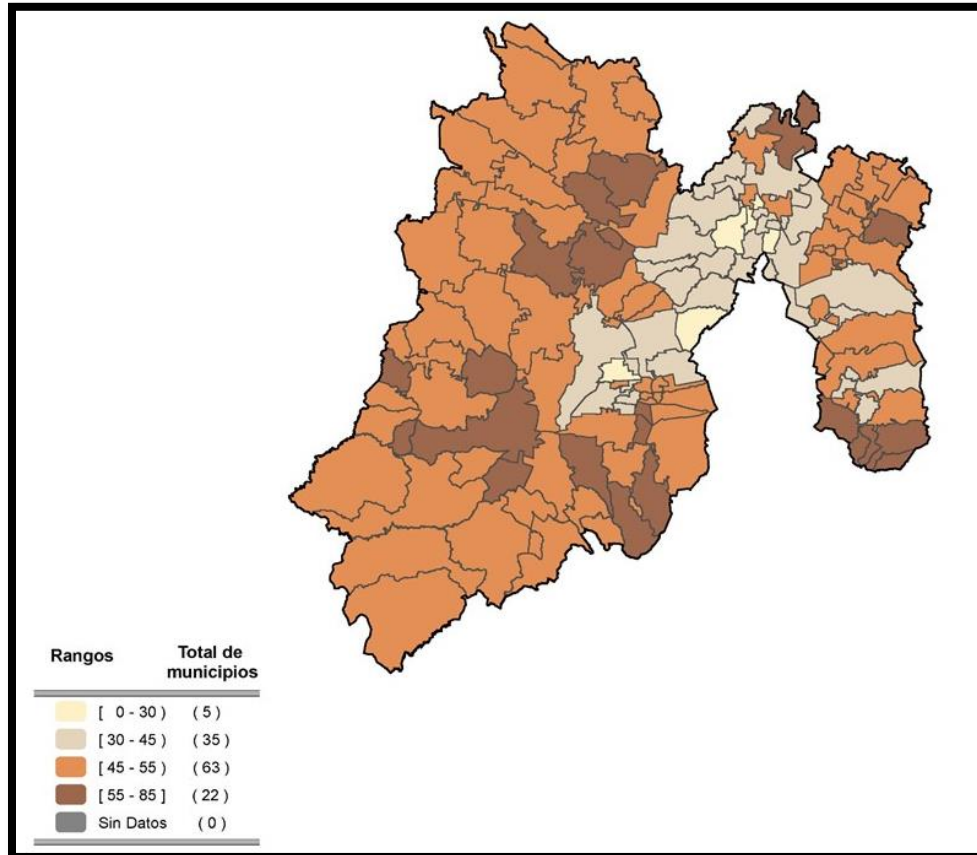 Rangos Total de municipios
[ 0 - 30 ) ( 5 )
[ 30 - 45 ) ( 35 )
[ 45 - 55 ) ( 63 )
[ 55 - 85 ] ( 22 )
Sin Datos ( 0 )